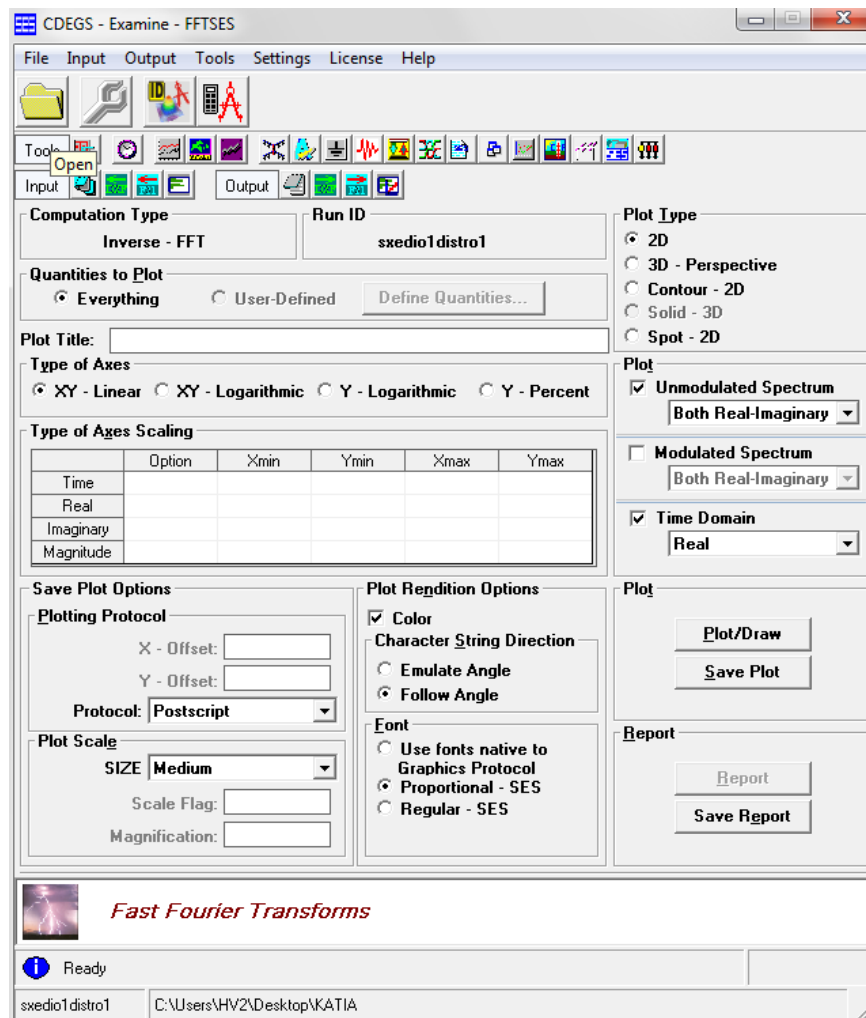 CDEGS - Examine - FFTSES
File Input Output Tools Settings License Help
ID
Tools
Open
Input Output
Computation Type
Inverse - FFT
Run ID
sxedio1distro1
Plot Type
2D
3D - Perspective
Contour - 2D
Solid - 3D
Spot - 2D
Quantities to Plot
Everything User-Defined Define Quantities...
Plot Title:
Type of Axes
XY - Linear XY - Logarithmic Y - Logarithmic Y - Percent
Plot
Unmodulated Spectrum
Both Real-Imaginary
Modulated Spectrum
Both Real-Imaginary
Time Domain
Real
Type of Axes Scaling
Option Xmin Ymin Xmax Ymax
Time
Real
Imaginary
Magnitude
Save Plot Options
Plotting Protocol
X - Offset:
Y - Offset:
Protocol: Postscript
Plot Scale
SIZE Medium
Scale Flag:
Magnification:
Plot Rendition Options
Color
Character String Direction
Emulate Angle
Follow Angle
Font
Use fonts native to
Graphics Protocol
Proportional - SES
Regular - SES
Plot
Plot/Draw
Save Plot
Report
Report
Save Report
Fast Fourier Transforms
Ready
sxedio1distro1 C:\Users\HV2\Desktop\KATIA